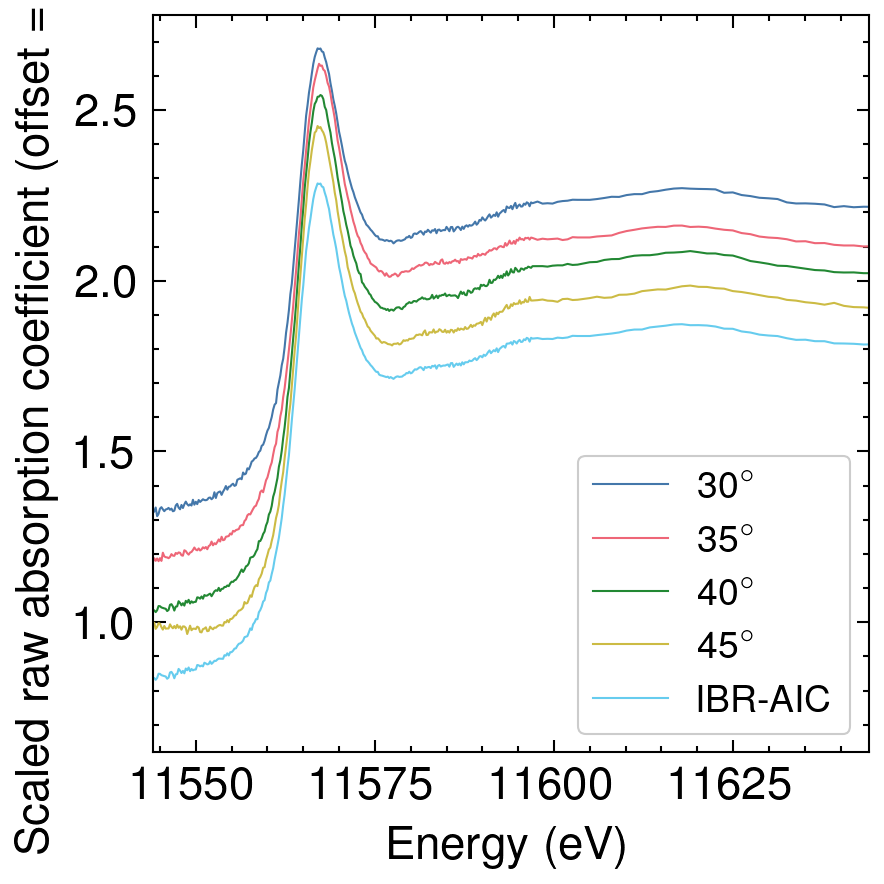 Scaled raw absorption coefficient (offset =
2.5
2.0
1.5
1.0
11550 11575 11600 11625
Energy (eV)
30°
35°
40°
45°
IBR-AIC